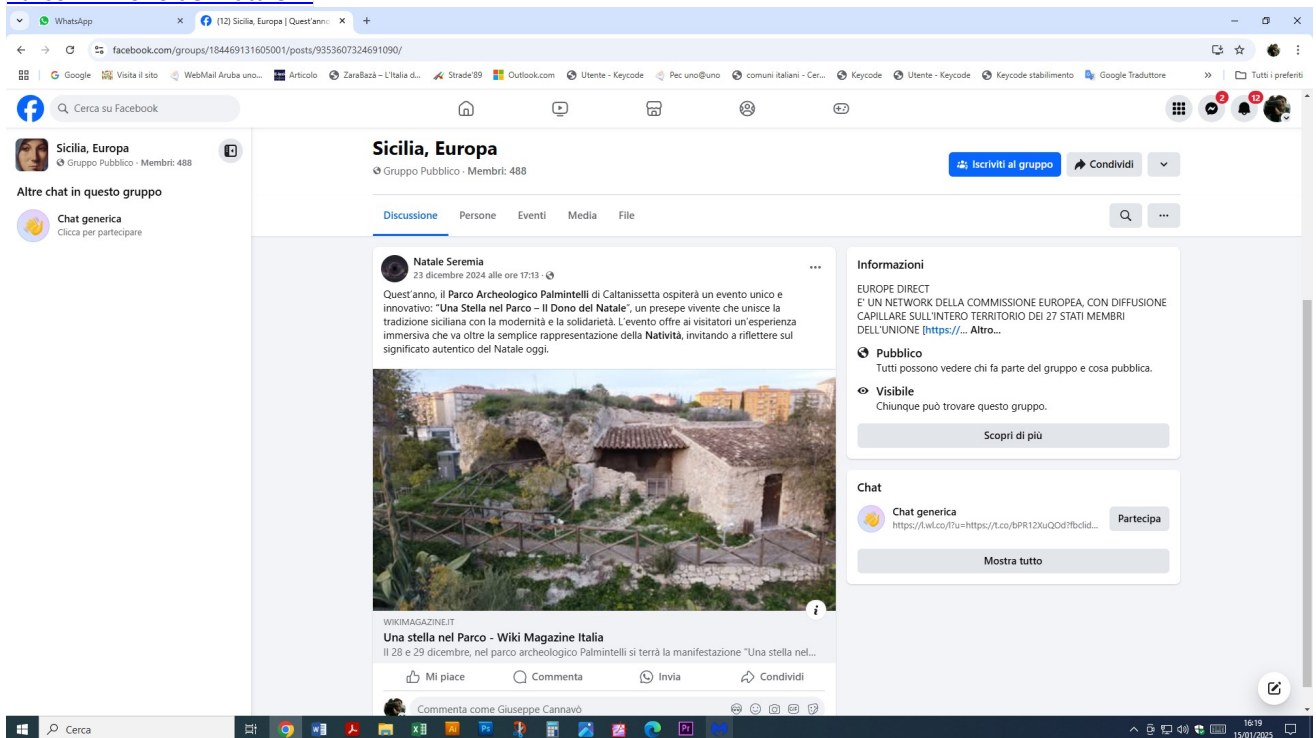 WhatsApp
(12) Sicilia, Europa | Quest'anno
facebook.com/groups/184469131605001/posts/9353607324691090/
Google
Visita il sito
WebMail Aruba uno...
Articolo
ZaraBazà – L'Italia d...
Strade'89
Outlook.com
Utente - Keycode
Pec uno@uno
comuni italiani - Cer...
Keycode
Utente - Keycode
Keycode stabilimento
Google Traduttore
Tutti i preferiti
Cerca su Facebook
2
12
Sicilia, Europa
Gruppo Pubblico · Membri: 488
Altre chat in questo gruppo
Chat generica
Clicca per partecipare
Sicilia, Europa
Gruppo Pubblico · Membri: 488
Iscriviti al gruppo
Condividi
Discussione Persone Eventi Media File
Natale Seremia
23 dicembre 2024 alle ore 17:13
Quest'anno, il Parco Archeologico Palmintelli di Caltanissetta ospiterà un evento unico e
innovativo: "Una Stella nel Parco – Il Dono del Natale", un presepe vivente che unisce la
tradizione siciliana con la modernità e la solidarietà. L'evento offre ai visitatori un'esperienza
immersiva che va oltre la semplice rappresentazione della Natività, invitando a riflettere sul
significato autentico del Natale oggi.
WIKIMAGAZINE.IT
Una stella nel Parco - Wiki Magazine Italia
Il 28 e 29 dicembre, nel parco archeologico Palmintelli si terrà la manifestazione "Una stella nel...
Mi piace
Commenta
Invia
Condividi
Commenta come Giuseppe Cannavò
Informazioni
EUROPE DIRECT
E' UN NETWORK DELLA COMMISSIONE EUROPEA, CON DIFFUSIONE
CAPILLARE SULL'INTERO TERRITORIO DEI 27 STATI MEMBRI
DELL'UNIONE [https://... Altro...
Pubblico
Tutti possono vedere chi fa parte del gruppo e cosa pubblica.
Visibile
Chiunque può trovare questo gruppo.
Scopri di più
Chat
Chat generica
https://l.wl.co/l?u=https://t.co/bPR12XuQOd?fbclid...
Partecipa
Mostra tutto
Cerca
16:19
15/01/2025